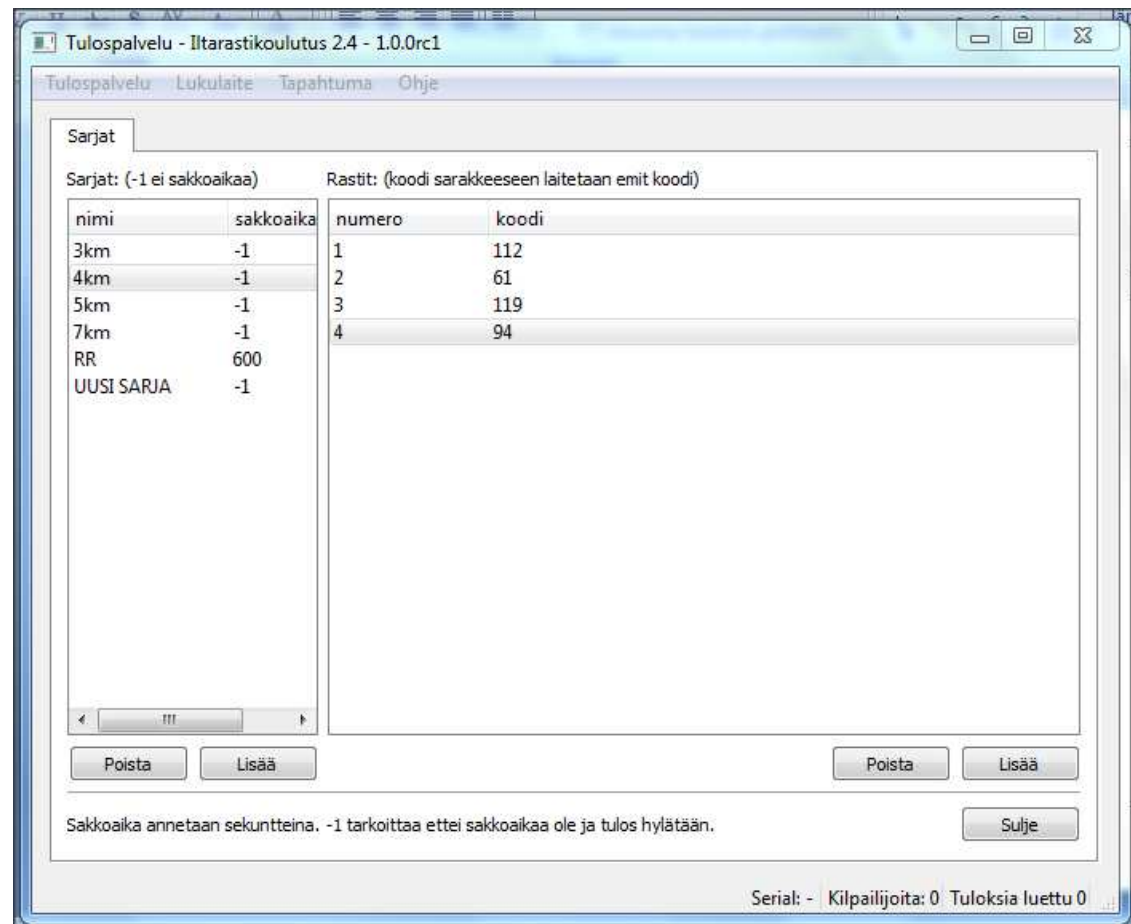 Tulospalvelu - Iltarastikoulutus 2.4 - 1.0.0rc1
Tulospalvelu Lukulaite Tapahtuma Ohje
Sarjat
Sarjat: (-1 ei sakkoaikaa) Rastit: (koodi sarakkeeseen laitetaan emit koodi)
nimi sakkoaika numero koodi
3km -1 1 112
4km -1 2 61
5km -1 3 119
7km -1 4 94
RR 600
UUSI SARJA -1
Poista Lisää Poista Lisää
Sakkoaika annetaan sekuntteina. -1 tarkoittaa ettei sakkoaikaa ole ja tulos hylätään. Sulje
Serial: - Kilpailijoita: 0 Tuloksia luettu 0